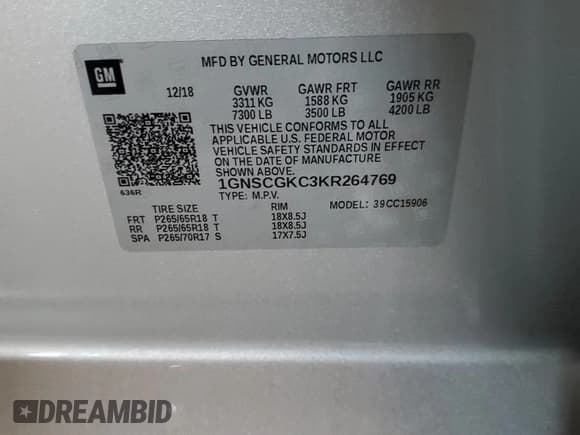 GM
MFD BY GENERAL MOTORS LLC
12/18 GVWR GAWR FRT GAWR RR
3311 KG 1588 KG 1905 KG
7300 LB 3500 LB 4200 LB
THIS VEHICLE CONFORMS TO ALL
APPLICABLE U.S. FEDERAL MOTOR
VEHICLE SAFETY STANDARDS IN EFFECT
ON THE DATE OF MANUFACTURE
SHOWN ABOVE.
1GNSCGKC3KR264769
636R TYPE: M.P.V. MODEL: 39CC15906
TIRE SIZE RIM
FRT P265/65R18 T 18X8.5J
RR P265/65R18 T 18X8.5J
SPA P265/70R17 S 17X7.5J
DREAMBID